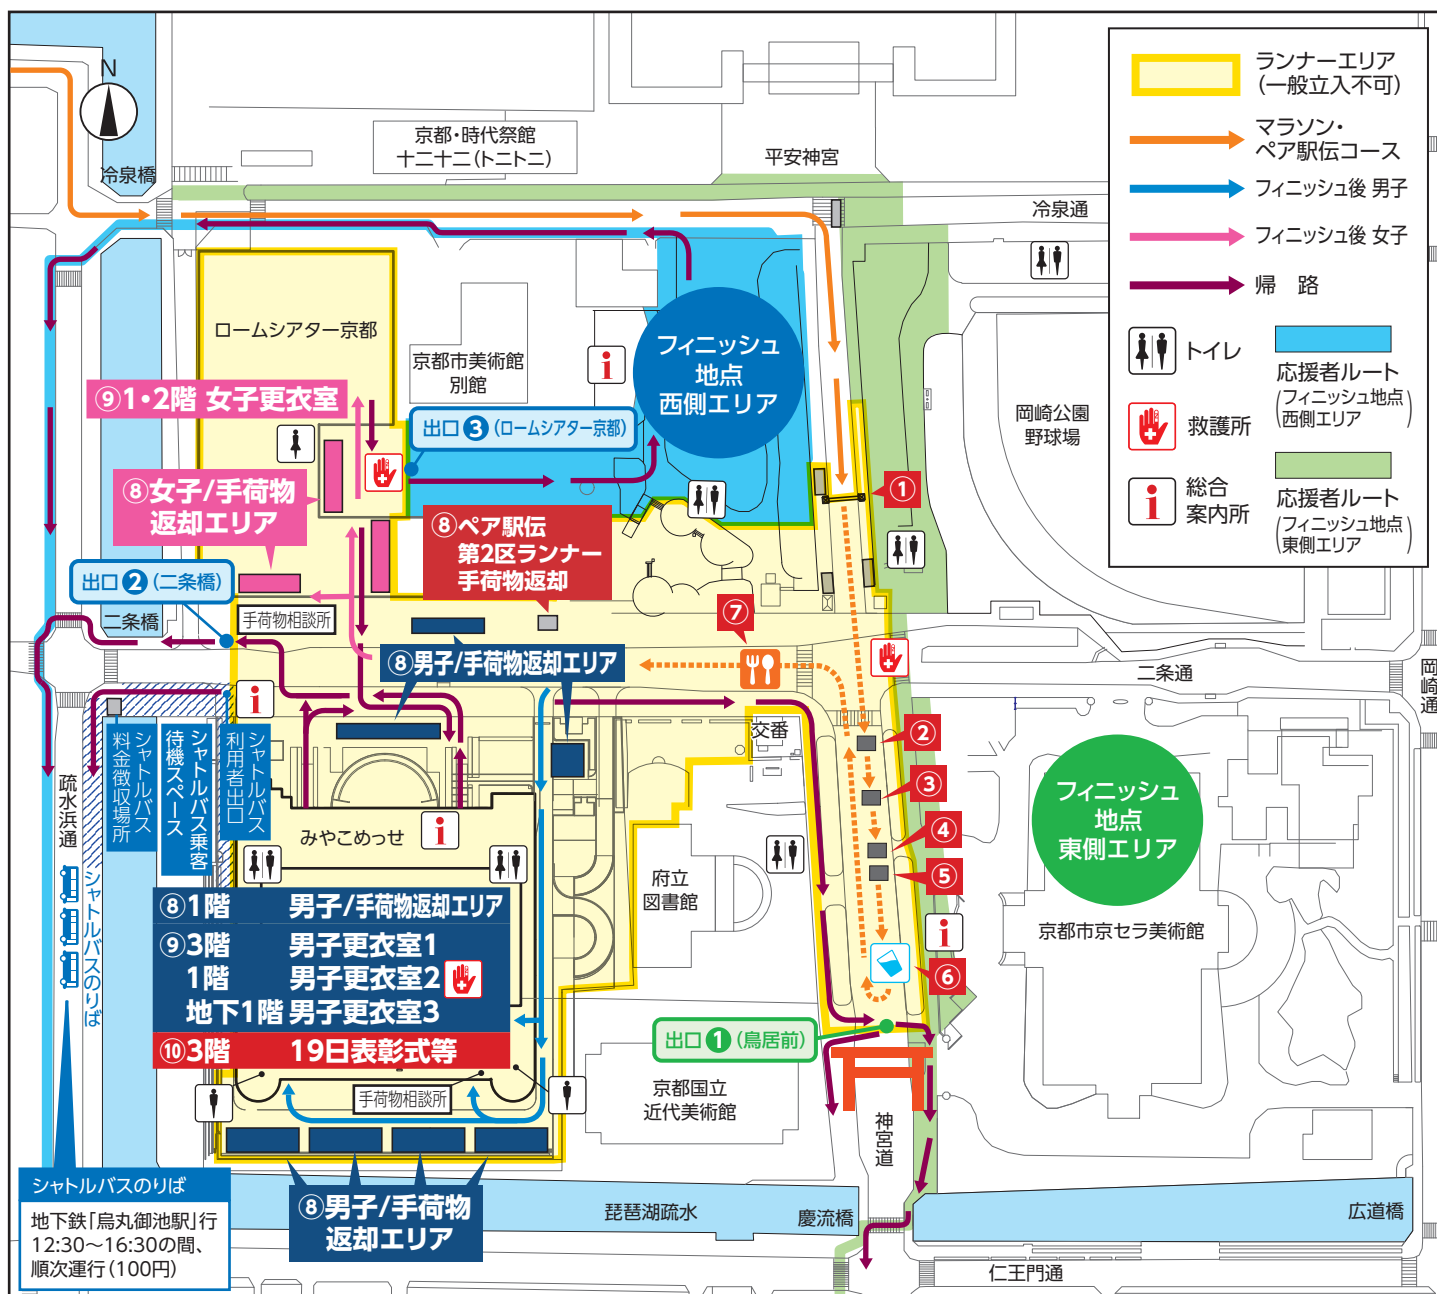 N
冷泉橋
京都・時代祭館
十二十二(トニトニ)
平安神宮
冷泉通
ランナーエリア
(一般立入不可)
マラソン・
ペア駅伝コース
フィニッシュ後 男子
フィニッシュ後 女子
帰 路
トイレ
救護所
i
総合
案内所
応援者ルート
(フィニッシュ地点
西側エリア)
応援者ルート
(フィニッシュ地点
東側エリア)
ロームシアター京都
京都市美術館
別館
i
フィニッシュ
地点
西側エリア
岡崎公園
野球場
⑨1・2階 女子更衣室
出口❸(ロームシアター京都)
⑧女子/手荷物
返却エリア
⑧ペア駅伝
第2区ランナー
手荷物返却
①
出口❷(二条橋)
二条橋
手荷物相談所
⑦
⑧男子/手荷物返却エリア
二条通
岡崎通
i
交番
②
③
④
⑤
⑥
シャトルバス
料金徴収場所
シャトルバス乗客
待機スペース
シャトルバス
利用者出口
疏水浜通
シャトルバスのりば
みやこめっせ
i
府立
図書館
フィニッシュ
地点
東側エリア
京都市京セラ美術館
i
⑧1階 男子/手荷物返却エリア
⑨3階 男子更衣室1
1階 男子更衣室2
地下1階 男子更衣室3
⑩3階 19日表彰式等
出口❶(鳥居前)
手荷物相談所
京都国立
近代美術館
神宮道
⑧男子/手荷物
返却エリア
シャトルバスのりば
地下鉄「烏丸御池駅」行
12:30～16:30の間、
順次運行(100円)
琵琶湖疏水
慶流橋
広道橋
仁王門通